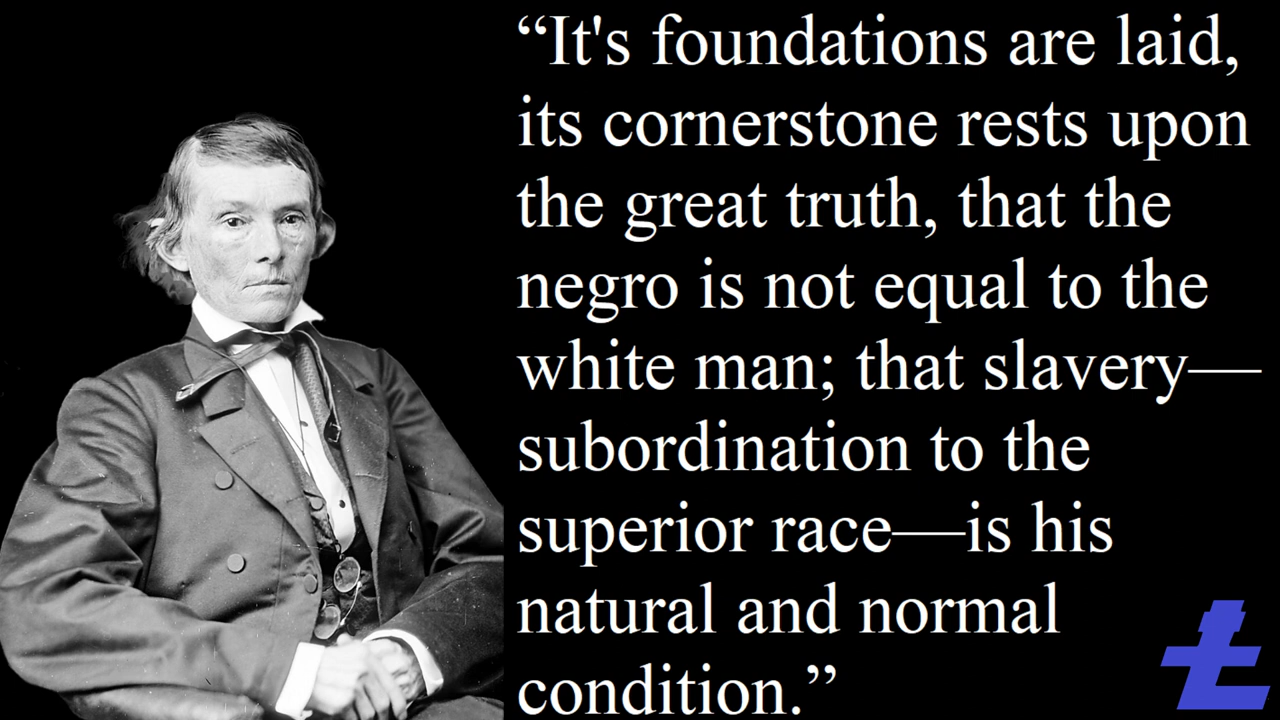 “It's foundations are laid,
its cornerstone rests upon
the great truth, that the
negro is not equal to the
white man; that slavery—
subordination to the
superior race—is his
natural and normal
condition.”